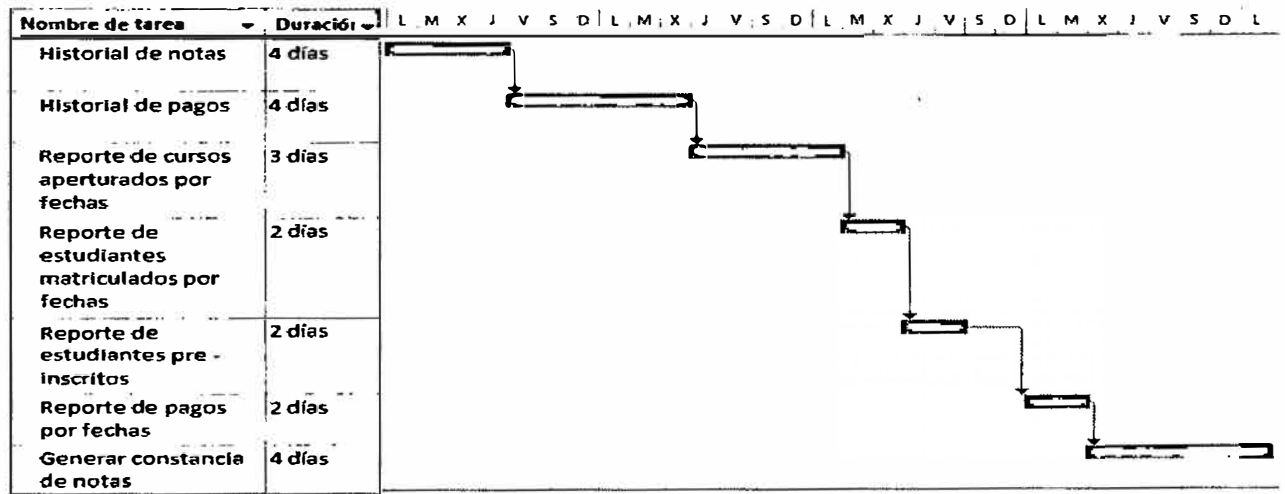 Nombre de tarea Duración L M X J V S D L M X J V S D L M X J V S D L M X J V S D L
Historial de notas 4 días
Historial de pagos 4 días
Reporte de cursos 3 días
aperturados por
fechas
Reporte de 2 días
estudiantes
matriculados por
fechas
Reporte de 2 días
estudiantes pre -
inscritos
Reporte de pagos 2 días
por fechas
Generar constancia 4 días
de notas